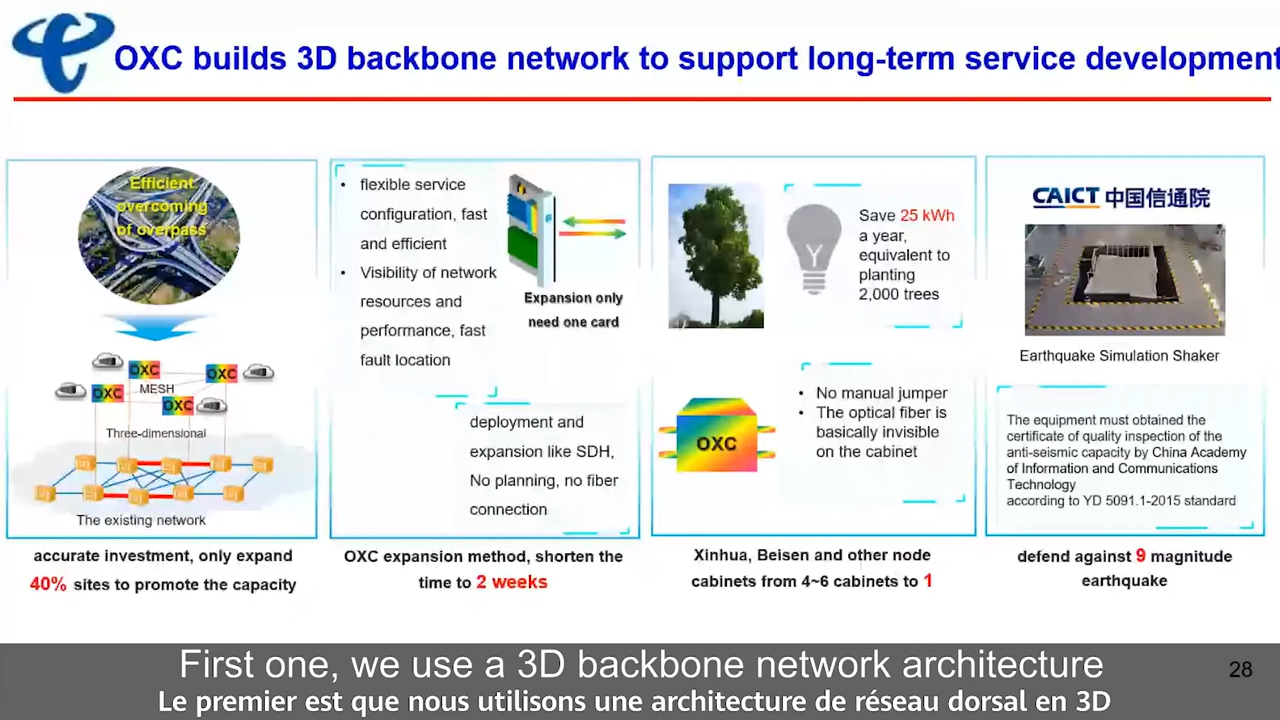 OXC builds 3D backbone network to support long-term service development
Efficient
overcoming
of overpass
OXC
OXC
MESH
OXC
OXC
Three-dimensional
The existing network
accurate investment, only expand
40% sites to promote the capacity
• flexible service
configuration, fast
and efficient
• Visibility of network
resources and
performance, fast
fault location
Expansion only
need one card
deployment and
expansion like SDH,
No planning, no fiber
connection
OXC expansion method, shorten the
time to 2 weeks
Save 25 kWh
a year,
equivalent to
planting
2,000 trees
OXC
• No manual jumper
• The optical fiber is
basically invisible
on the cabinet
Xinhua, Beisen and other node
cabinets from 4~6 cabinets to 1
CAICT 中国信通院
Earthquake Simulation Shaker
The equipment must obtained the
certificate of quality inspection of the
anti-seismic capacity by China Academy
of Information and Communications
Technology
according to YD 5091.1-2015 standard
defend against 9 magnitude
earthquake
First one, we use a 3D backbone network architecture
28
Le premier est que nous utilisons une architecture de réseau dorsal en 3D